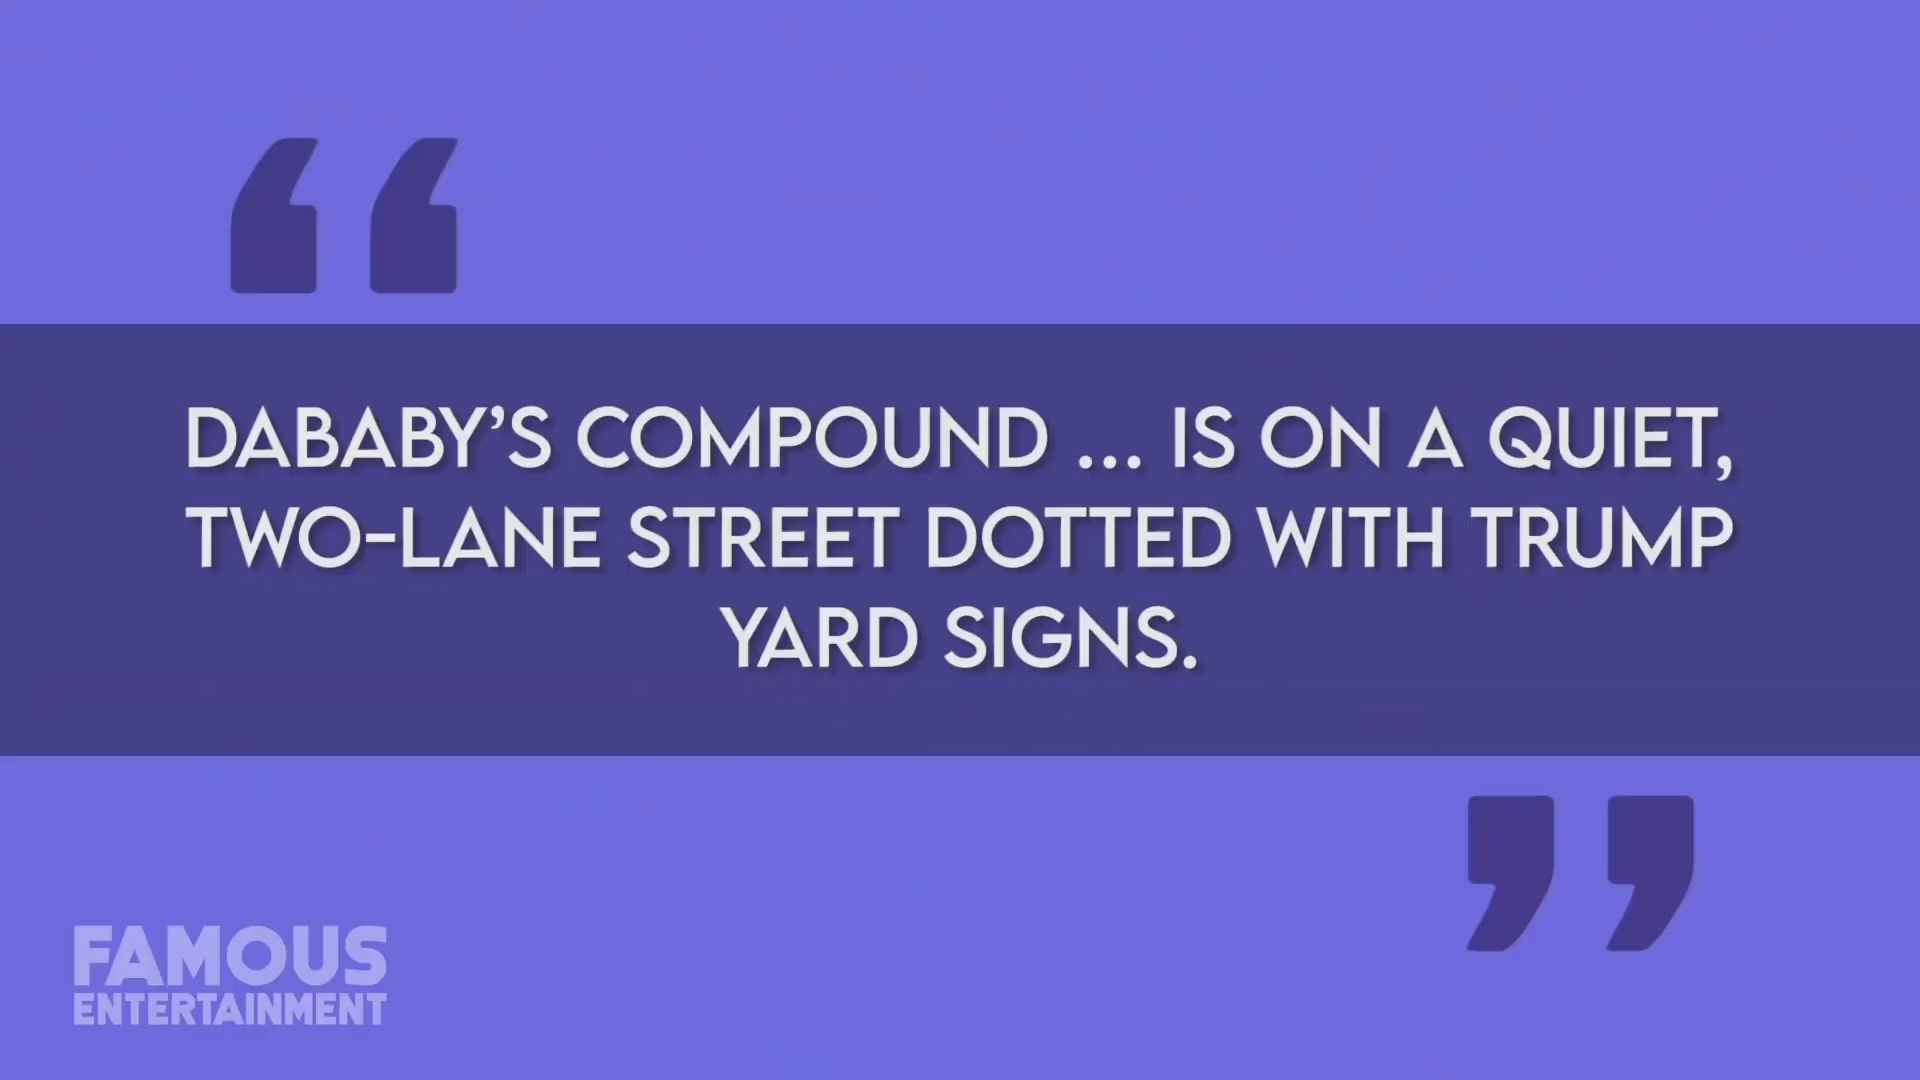 “
DABABY’S COMPOUND ... IS ON A QUIET,
TWO-LANE STREET DOTTED WITH TRUMP
YARD SIGNS.
”
FAMOUS
ENTERTAINMENT